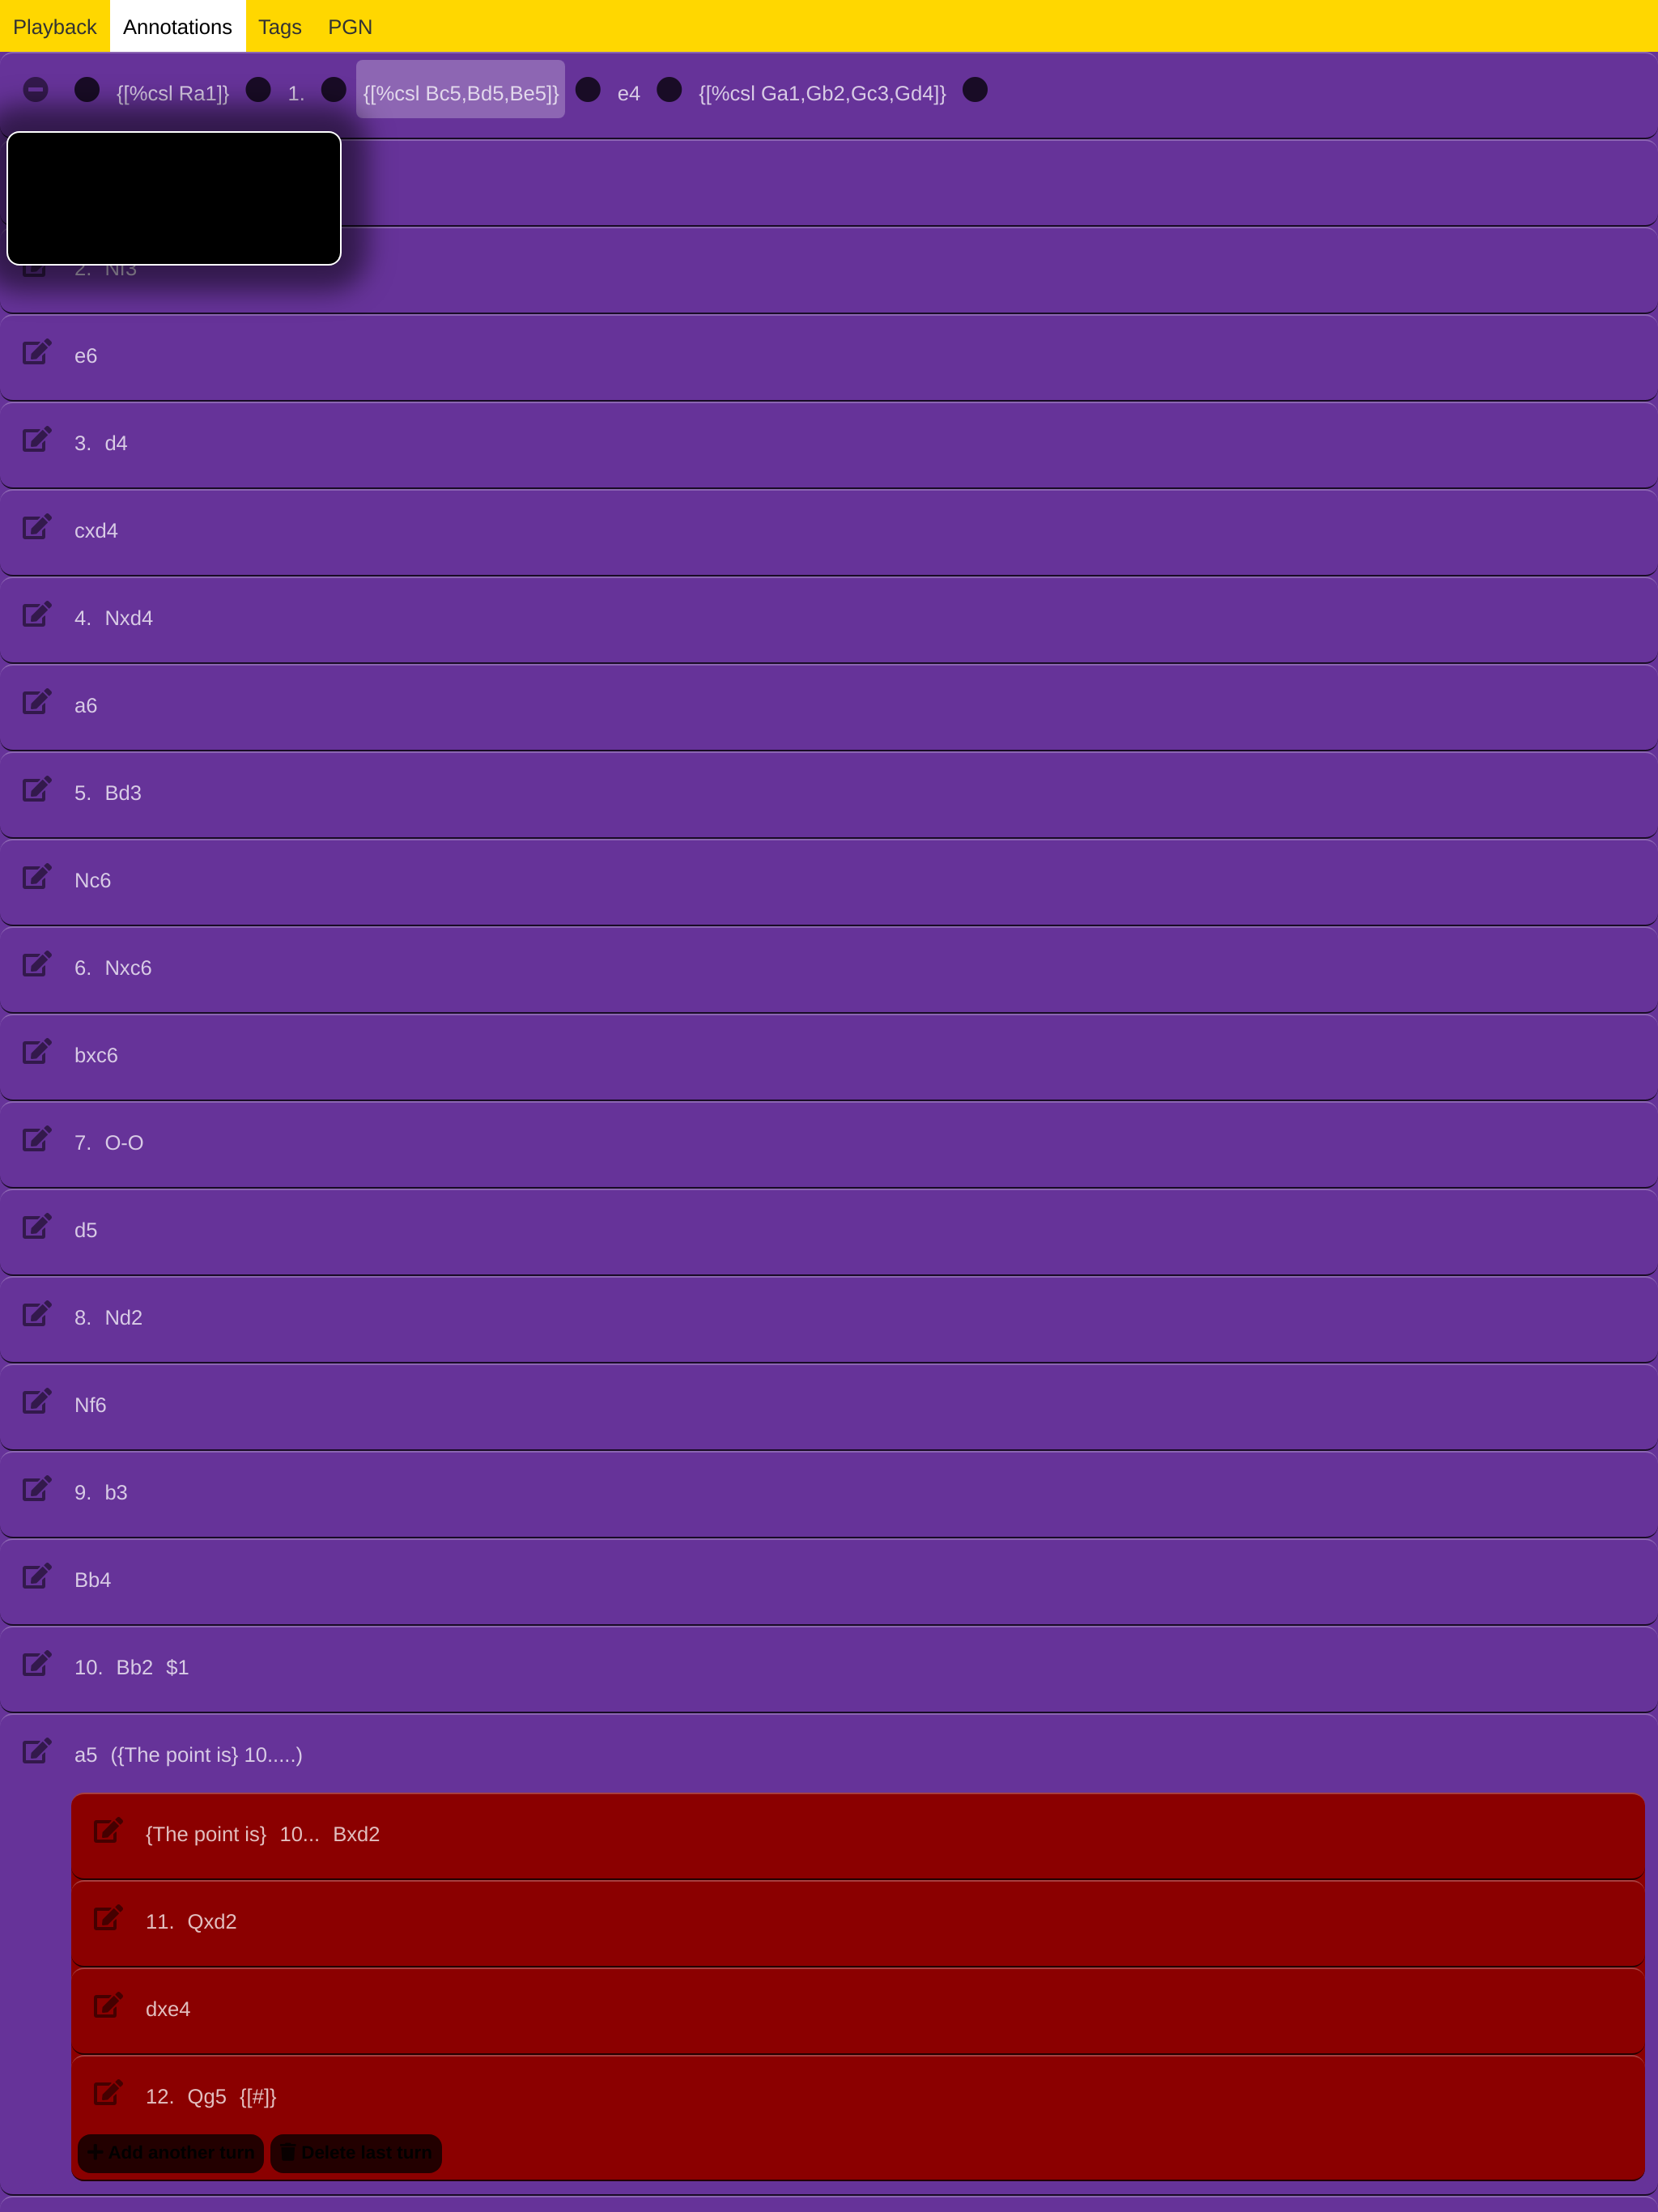 Playback Annotations Tags PGN
{[%csl Ra1]} 1. {[%csl Bc5,Bd5,Be5]} e4 {[%csl Ga1,Gb2,Gc3,Gd4]}
2. Nf3
e6
3. d4
cxd4
4. Nxd4
a6
5. Bd3
Nc6
6. Nxc6
bxc6
7. O-O
d5
8. Nd2
Nf6
9. b3
Bb4
10. Bb2 $1
a5 ({The point is} 10.....)
{The point is} 10... Bxd2
11. Qxd2
dxe4
12. Qg5 {[#]}
Add another turn Delete last turn